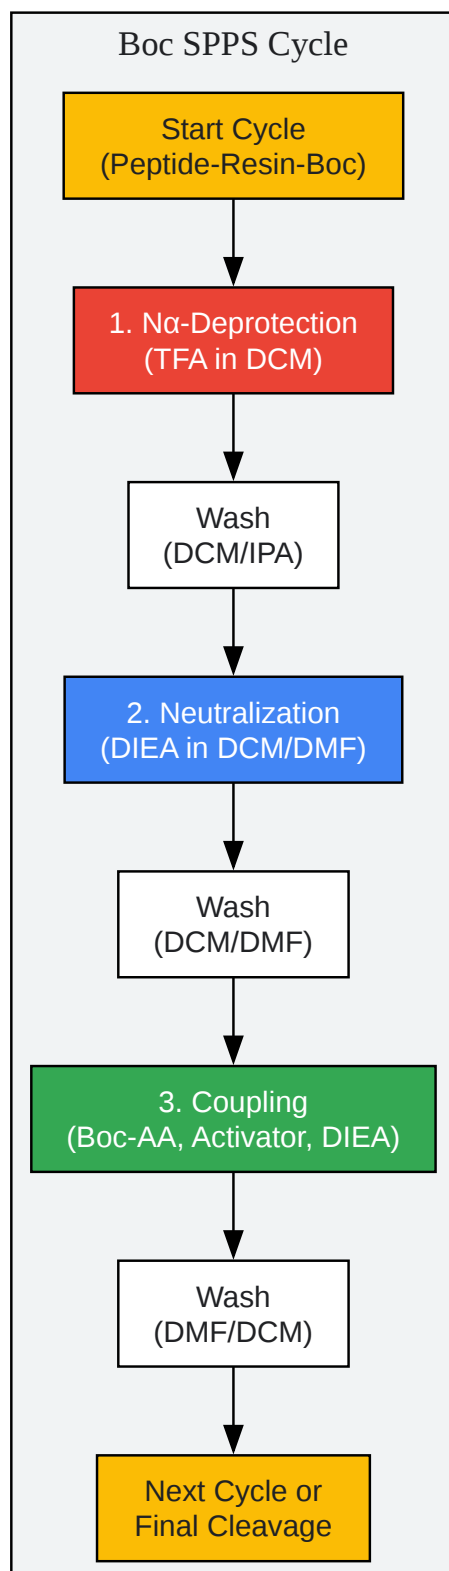 Boc SPPS Cycle
Start Cycle
(Peptide-Resin-Boc)
1. Nα-Deprotection
(TFA in DCM)
Wash
(DCM/IPA)
2. Neutralization
(DIEA in DCM/DMF)
Wash
(DCM/DMF)
3. Coupling
(Boc-AA, Activator, DIEA)
Wash
(DMF/DCM)
Next Cycle or
Final Cleavage